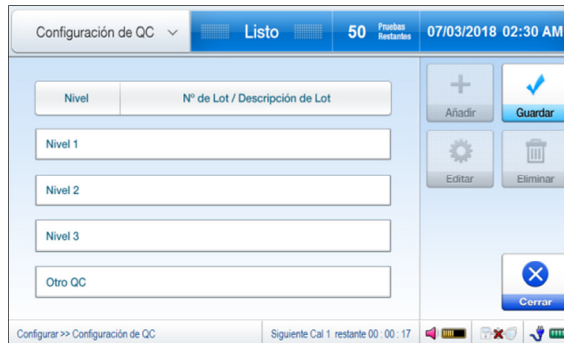 Configuración de QC
Listo
50 Pruebas Restantes
07/03/2018 02:30 AM
Nivel
Nº de Lot / Descripción de Lot
Nivel 1
Nivel 2
Nivel 3
Otro QC
Añadir
Guardar
Editar
Eliminar
Cerrar
Configurar >> Configuración de QC
Siguiente Cal 1 restante 00 : 00 : 17